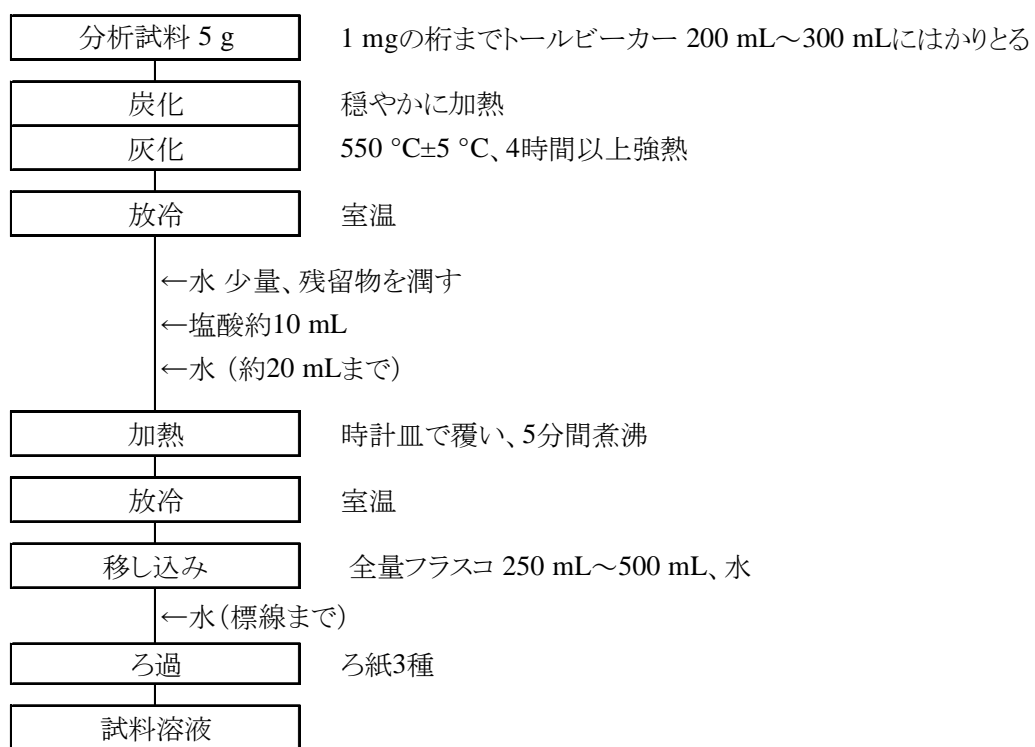 分析試料 5 g 1 mgの桁までトールビーカー 200 mL～300 mLにはかりとる
炭化 穏やかに加熱
灰化 550 °C±5 °C、4時間以上強熱
放冷 室温
←水 少量、残留物を潤す
←塩酸約10 mL
←水（約20 mLまで）
加熱 時計皿で覆い、5分間煮沸
放冷 室温
移し込み 全量フラスコ 250 mL～500 mL、水
←水（標線まで）
ろ過 ろ紙3種
試料溶液